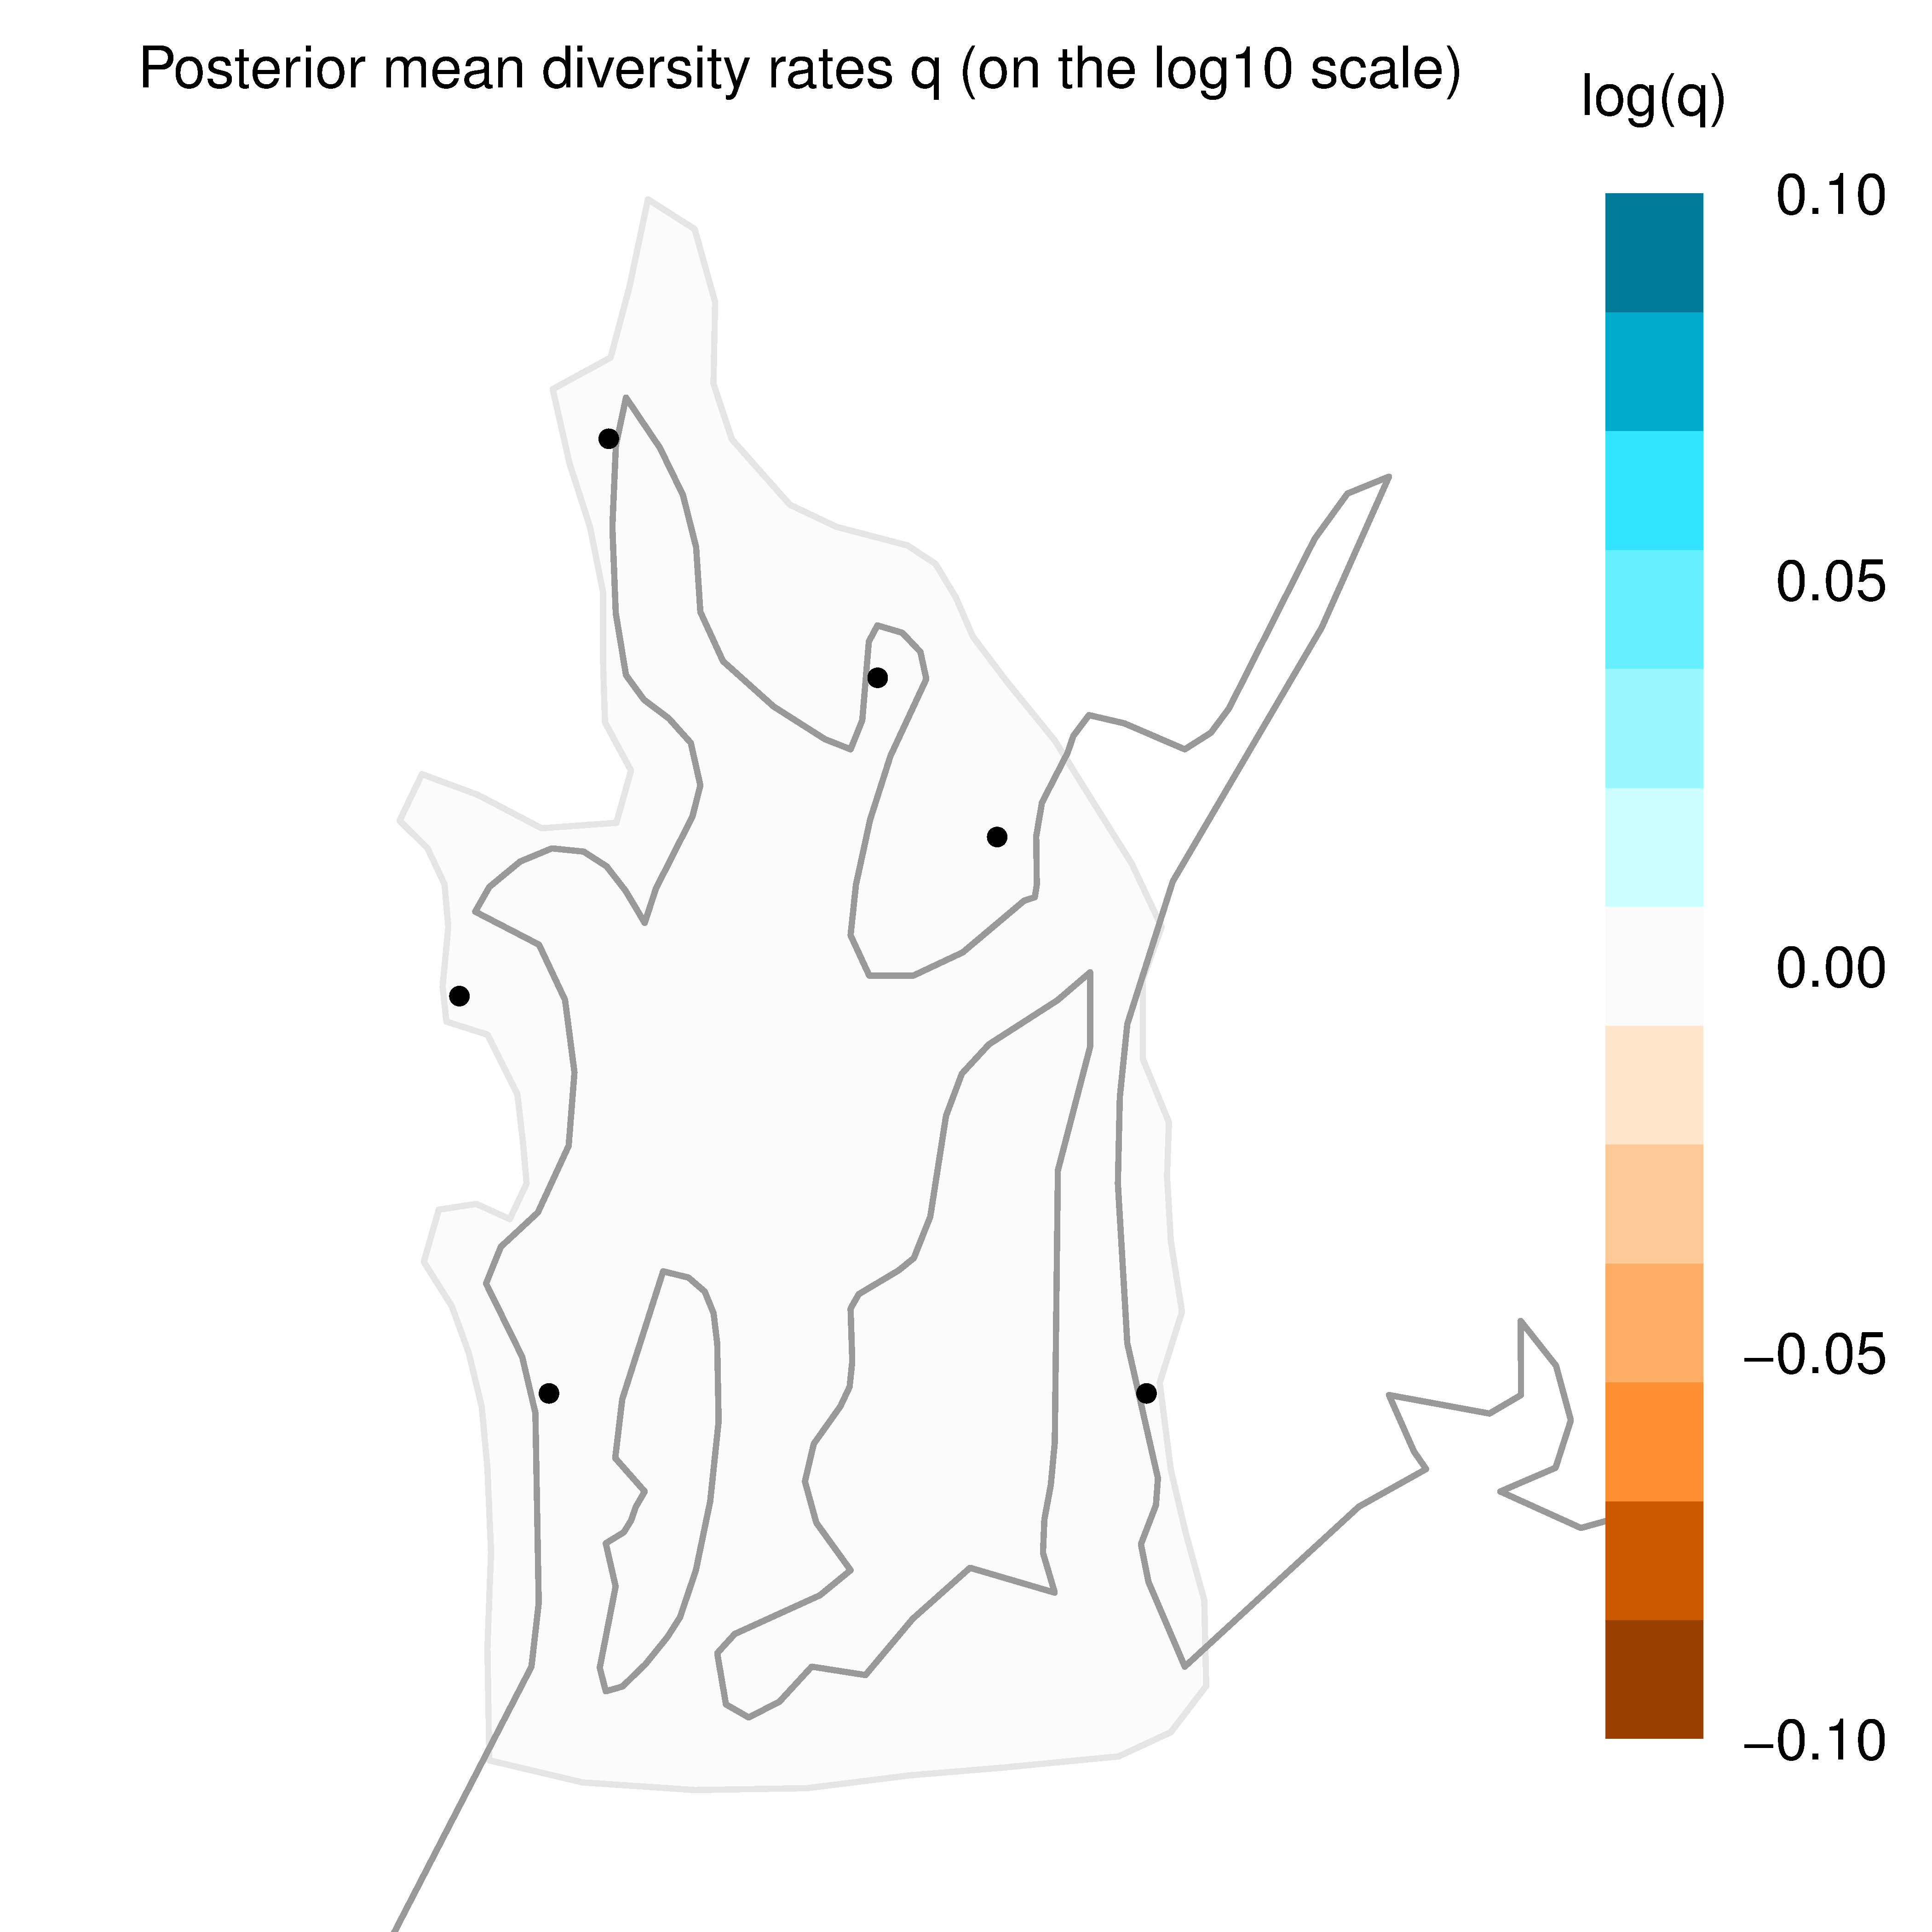 Posterior mean diversity rates q (on the log10 scale)
log(q)
0.10
0.05
0.00
−0.05
−0.10